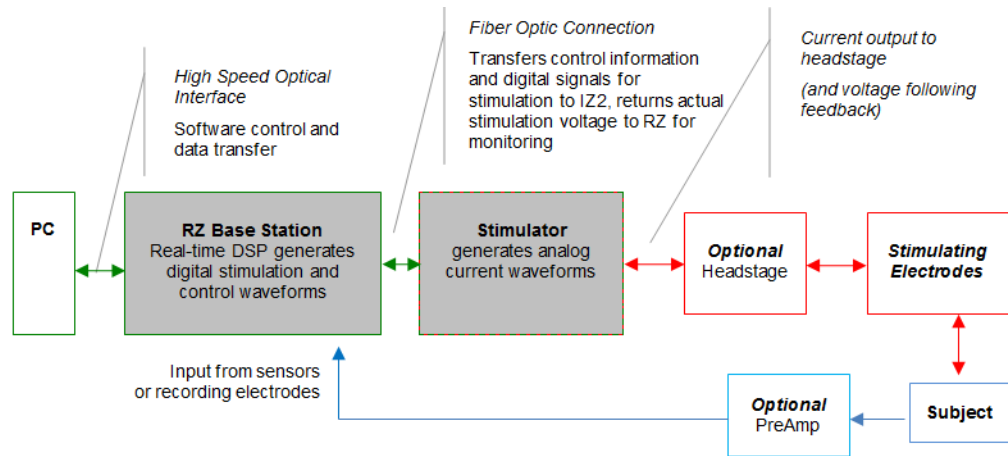 High Speed Optical
Interface
Software control and
data transfer
Fiber Optic Connection
Transfers control information
and digital signals for
stimulation to IZ2, returns actual
stimulation voltage to RZ for
monitoring
Current output to
headstage
(and voltage following
feedback)
PC
RZ Base Station
Real-time DSP generates
digital stimulation and
control waveforms
Stimulator
generates analog
current waveforms
Optional
Headstage
Stimulating
Electrodes
Input from sensors
or recording electrodes
Optional
PreAmp
Subject